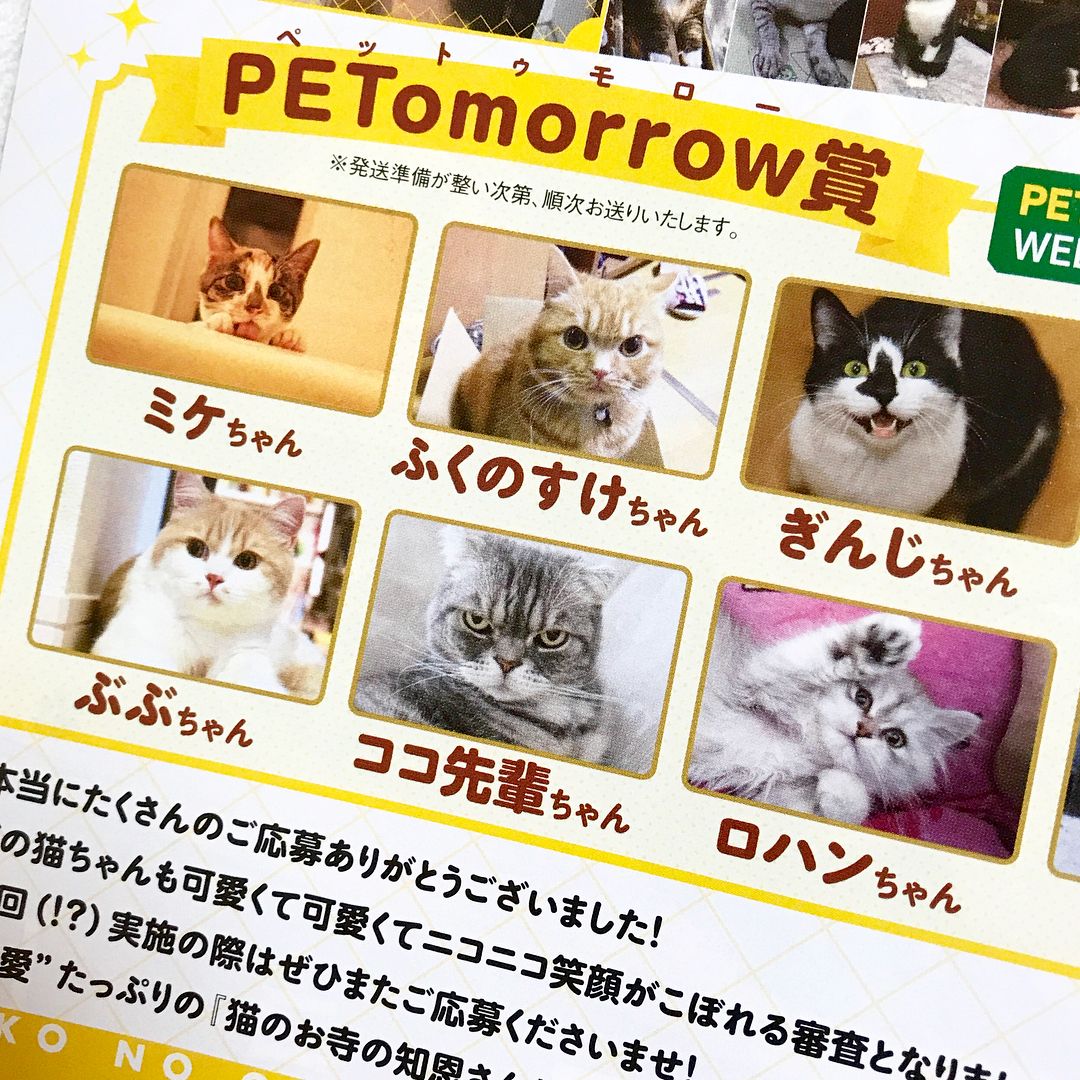 ペットゥモロー
PETomorrow賞
※発送準備が整い次第、順次お送りいたします。
PE
WE
ミケちゃん
ふくのすけちゃん
ぎんじちゃん
ぶぶちゃん
ココ先輩ちゃん
ロハンちゃん
本当にたくさんのご応募ありがとうございました!
の猫ちゃんも可愛くて可愛くてニコニコ笑顔がこぼれる審査となりまし
回(!?)実施の際はぜひまたご応募くださいませ!
愛”たっぷりの『猫のお寺の知恩さん
KO NO